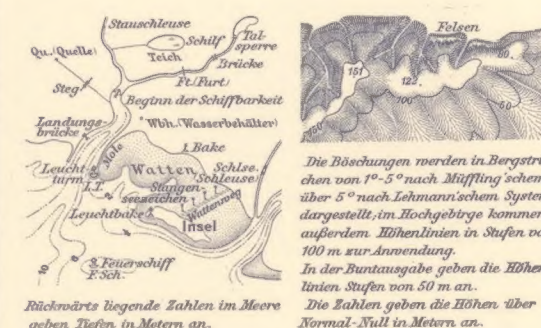 Stauschleuse
Qu. (Quelle)
Schilf
Tal-
sperre
Teich
Brücke
Ft.(Furt)
Steg
Beginn der Schiffbarkeit
Landungs-
brücke
Wbh.(Wasserbehälter)
Mole
1. Bake
Watten
Schlse.
Schleuse
Leucht
turm
L.T.
Stangen-
seezeichen
Wattenweg
Leuchtbake
Insel
10
6
Feuerschiff
F.Sch.
Rückwärts liegende Zahlen im Meere
geben Tiefen in Metern an.
Felsen
151
122
100
80
50
150
Die Böschungen werden in Bergstri
chen von 1°-5° nach Müffling'schem
über 5° nach Lehmann'schem System
dargestellt; im Hochgebirge kommen
außerdem Höhenlinien in Stufen vo
100 m zur Anwendung.
In der Buntausgabe geben die Höhen
linien Stufen von 50 m an.
Die Zahlen geben die Höhen über
Normal-Null in Metern an.